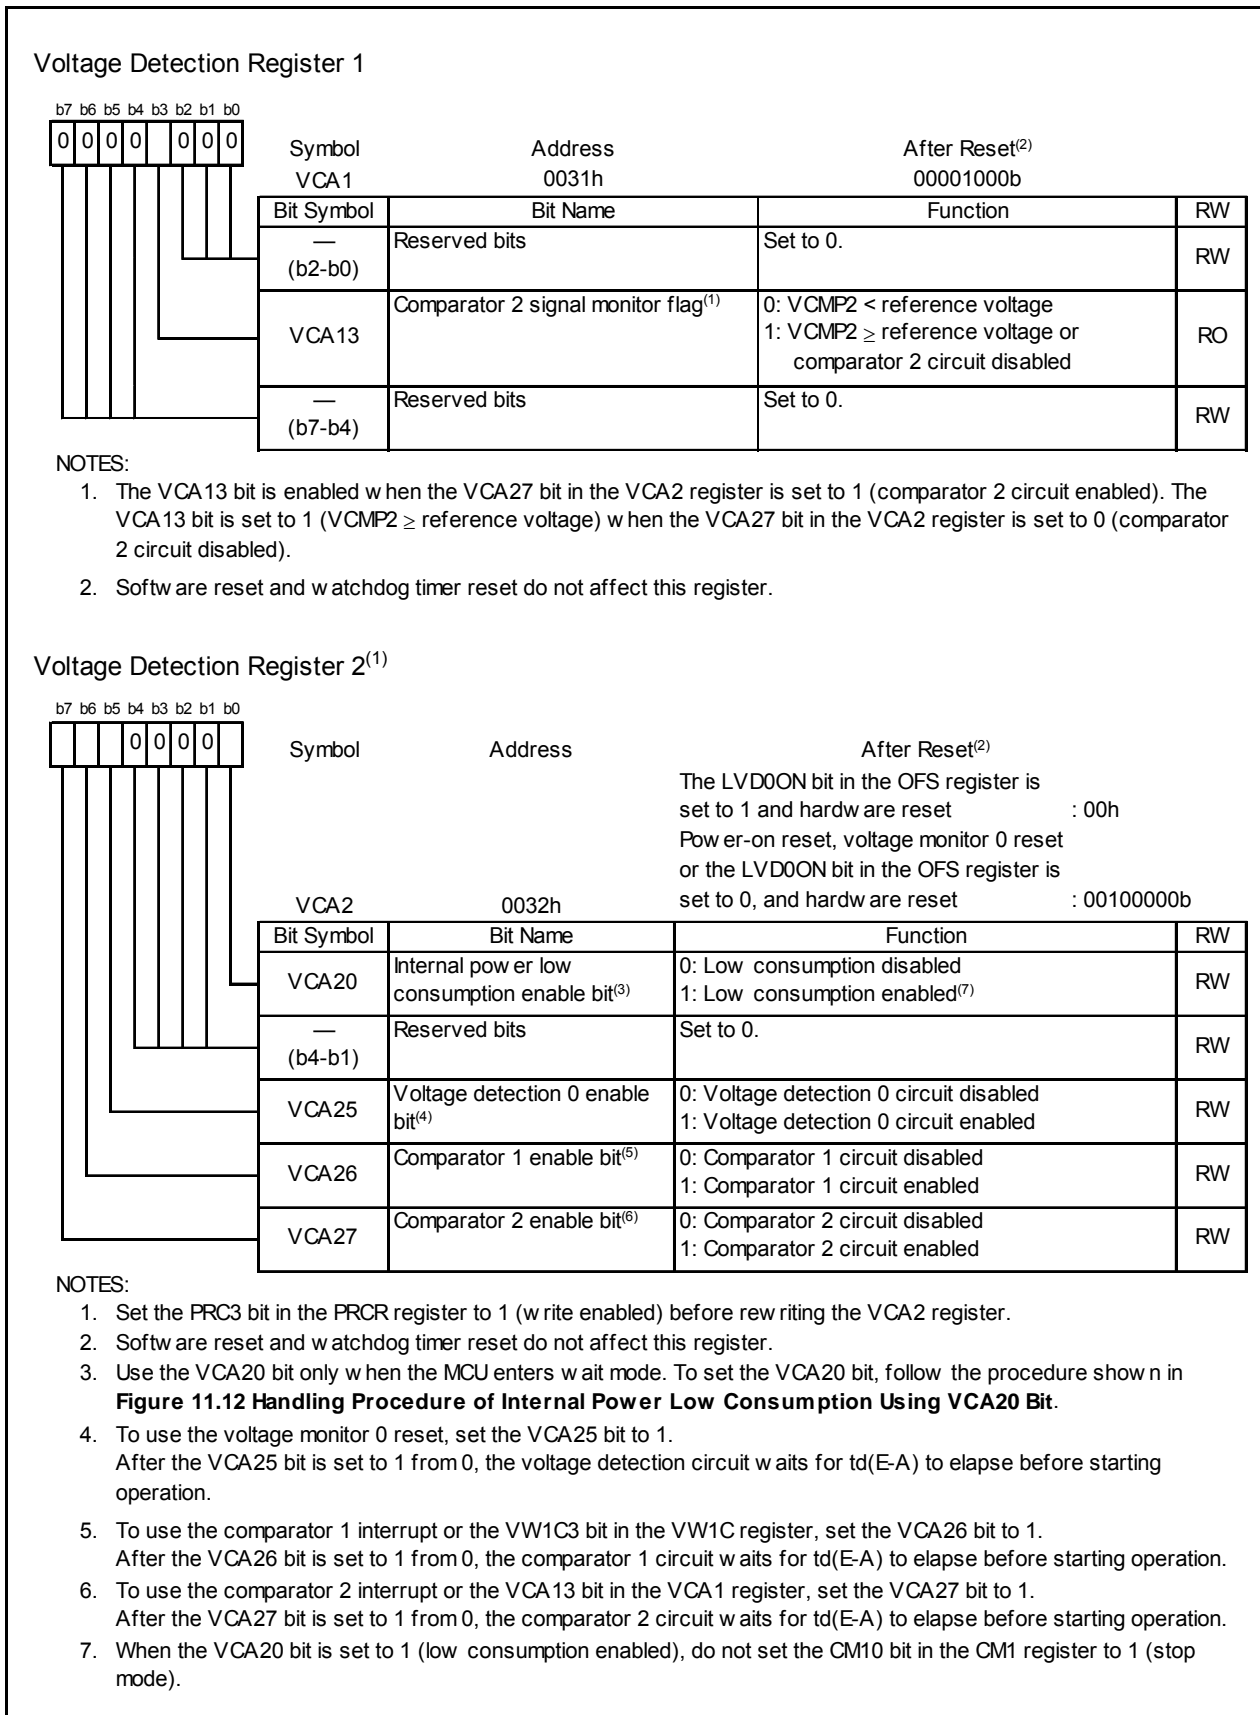 Voltage Detection Register 1
b7 b6 b5 b4 b3 b2 b1 b0
0 0 0 0 0 0 0
Symbol Address After Reset(2)
VCA1 0031h 00001000b
Bit Symbol Bit Name Function RW
— Reserved bits Set to 0.
(b2-b0) RW
Comparator 2 signal monitor flag(1) 0: VCMP2 < reference voltage
VCA13 1: VCMP2 ≥ reference voltage or RO
comparator 2 circuit disabled
— Reserved bits Set to 0.
(b7-b4) RW
NOTES:
1. The VCA13 bit is enabled when the VCA27 bit in the VCA2 register is set to 1 (comparator 2 circuit enabled). The
VCA13 bit is set to 1 (VCMP2 ≥ reference voltage) when the VCA27 bit in the VCA2 register is set to 0 (comparator
2 circuit disabled).
2. Software reset and watchdog timer reset do not affect this register.
Voltage Detection Register 2(1)
b7 b6 b5 b4 b3 b2 b1 b0
0 0 0 0
Symbol Address After Reset(2)
The LVD0ON bit in the OFS register is
set to 1 and hardware reset : 00h
Power-on reset, voltage monitor 0 reset
or the LVD0ON bit in the OFS register is
VCA2 0032h set to 0, and hardware reset : 00100000b
Bit Symbol Bit Name Function RW
Internal power low 0: Low consumption disabled
VCA20 consumption enable bit(3) 1: Low consumption enabled(7) RW
— Reserved bits Set to 0.
(b4-b1) RW
Voltage detection 0 enable 0: Voltage detection 0 circuit disabled
VCA25 bit(4) 1: Voltage detection 0 circuit enabled RW
Comparator 1 enable bit(5) 0: Comparator 1 circuit disabled
VCA26 1: Comparator 1 circuit enabled RW
Comparator 2 enable bit(6) 0: Comparator 2 circuit disabled
VCA27 1: Comparator 2 circuit enabled RW
NOTES:
1. Set the PRC3 bit in the PRCR register to 1 (write enabled) before rewriting the VCA2 register.
2. Software reset and watchdog timer reset do not affect this register.
3. Use the VCA20 bit only when the MCU enters wait mode. To set the VCA20 bit, follow the procedure shown in
Figure 11.12 Handling Procedure of Internal Power Low Consumption Using VCA20 Bit.
4. To use the voltage monitor 0 reset, set the VCA25 bit to 1.
After the VCA25 bit is set to 1 from 0, the voltage detection circuit waits for td(E-A) to elapse before starting
operation.
5. To use the comparator 1 interrupt or the VW1C3 bit in the VW1C register, set the VCA26 bit to 1.
After the VCA26 bit is set to 1 from 0, the comparator 1 circuit waits for td(E-A) to elapse before starting operation.
6. To use the comparator 2 interrupt or the VCA13 bit in the VCA1 register, set the VCA27 bit to 1.
After the VCA27 bit is set to 1 from 0, the comparator 2 circuit waits for td(E-A) to elapse before starting operation.
7. When the VCA20 bit is set to 1 (low consumption enabled), do not set the CM10 bit in the CM1 register to 1 (stop
mode).